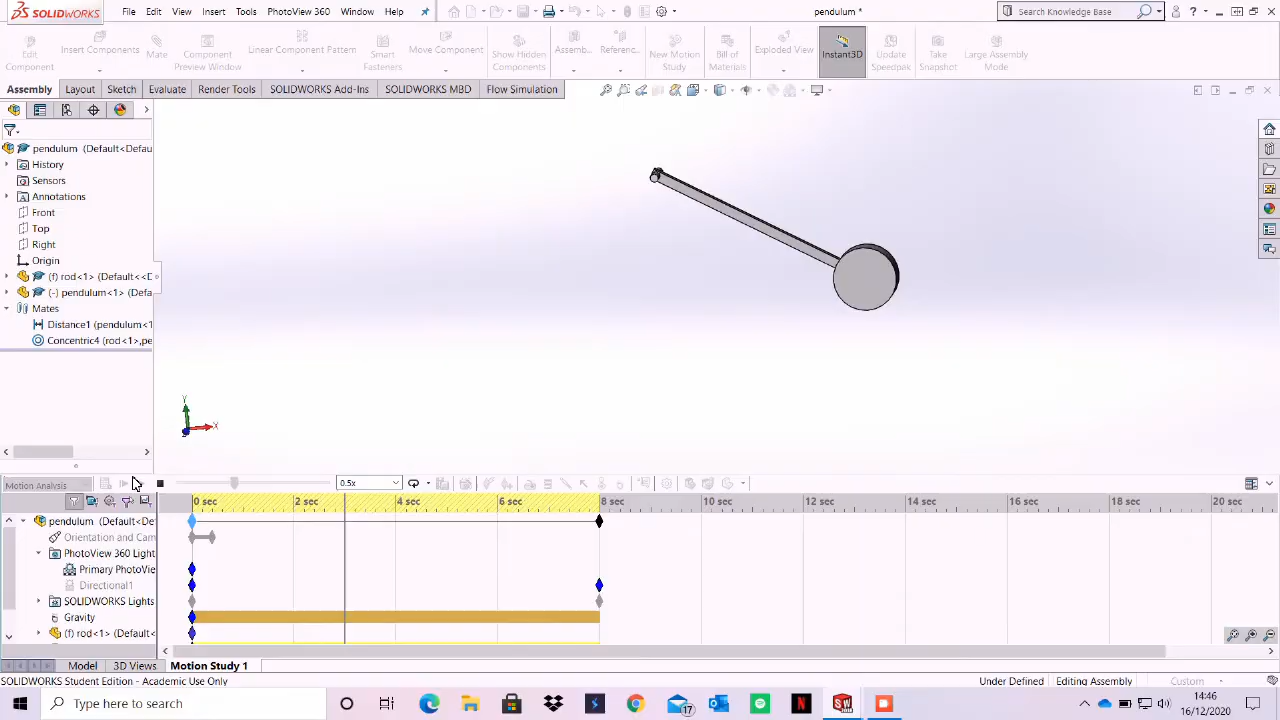 SOLIDWORKS
File Edit View Insert Tools PhotoView 360 Window Help
pendulum *
Search Knowledge Base
Edit Component
Insert Components
Mate
Component Preview Window
Linear Component Pattern
Smart Fasteners
Move Component
Show Hidden Components
Assemb...
Referenc...
New Motion Study
Bill of Materials
Exploded View
Instant3D
Update Speedpak
Take Snapshot
Large Assembly Mode
Assembly Layout Sketch Evaluate Render Tools SOLIDWORKS Add-Ins SOLIDWORKS MBD Flow Simulation
pendulum (Default<Defau
History
Sensors
Annotations
Front
Top
Right
Origin
(f) rod<1> (Default<<D
(-) pendulum<1> (Defa
Mates
Distance1 (pendulum<1
Concentric4 (rod<1>,pe
Y
X
Motion Analysis
0.5x
0 sec 2 sec 4 sec 6 sec 8 sec 10 sec 12 sec 14 sec 16 sec 18 sec 20 sec
pendulum (Default<De
Orientation and Cam
PhotoView 360 Light
Primary PhotoVie
Directional1
SOLIDWORKS Lights
Gravity
(f) rod<1> (Default<
Model 3D Views Motion Study 1
SOLIDWORKS Student Edition - Academic Use Only
Under Defined Editing Assembly Custom
Type here to search
17
14:46
16/12/2020